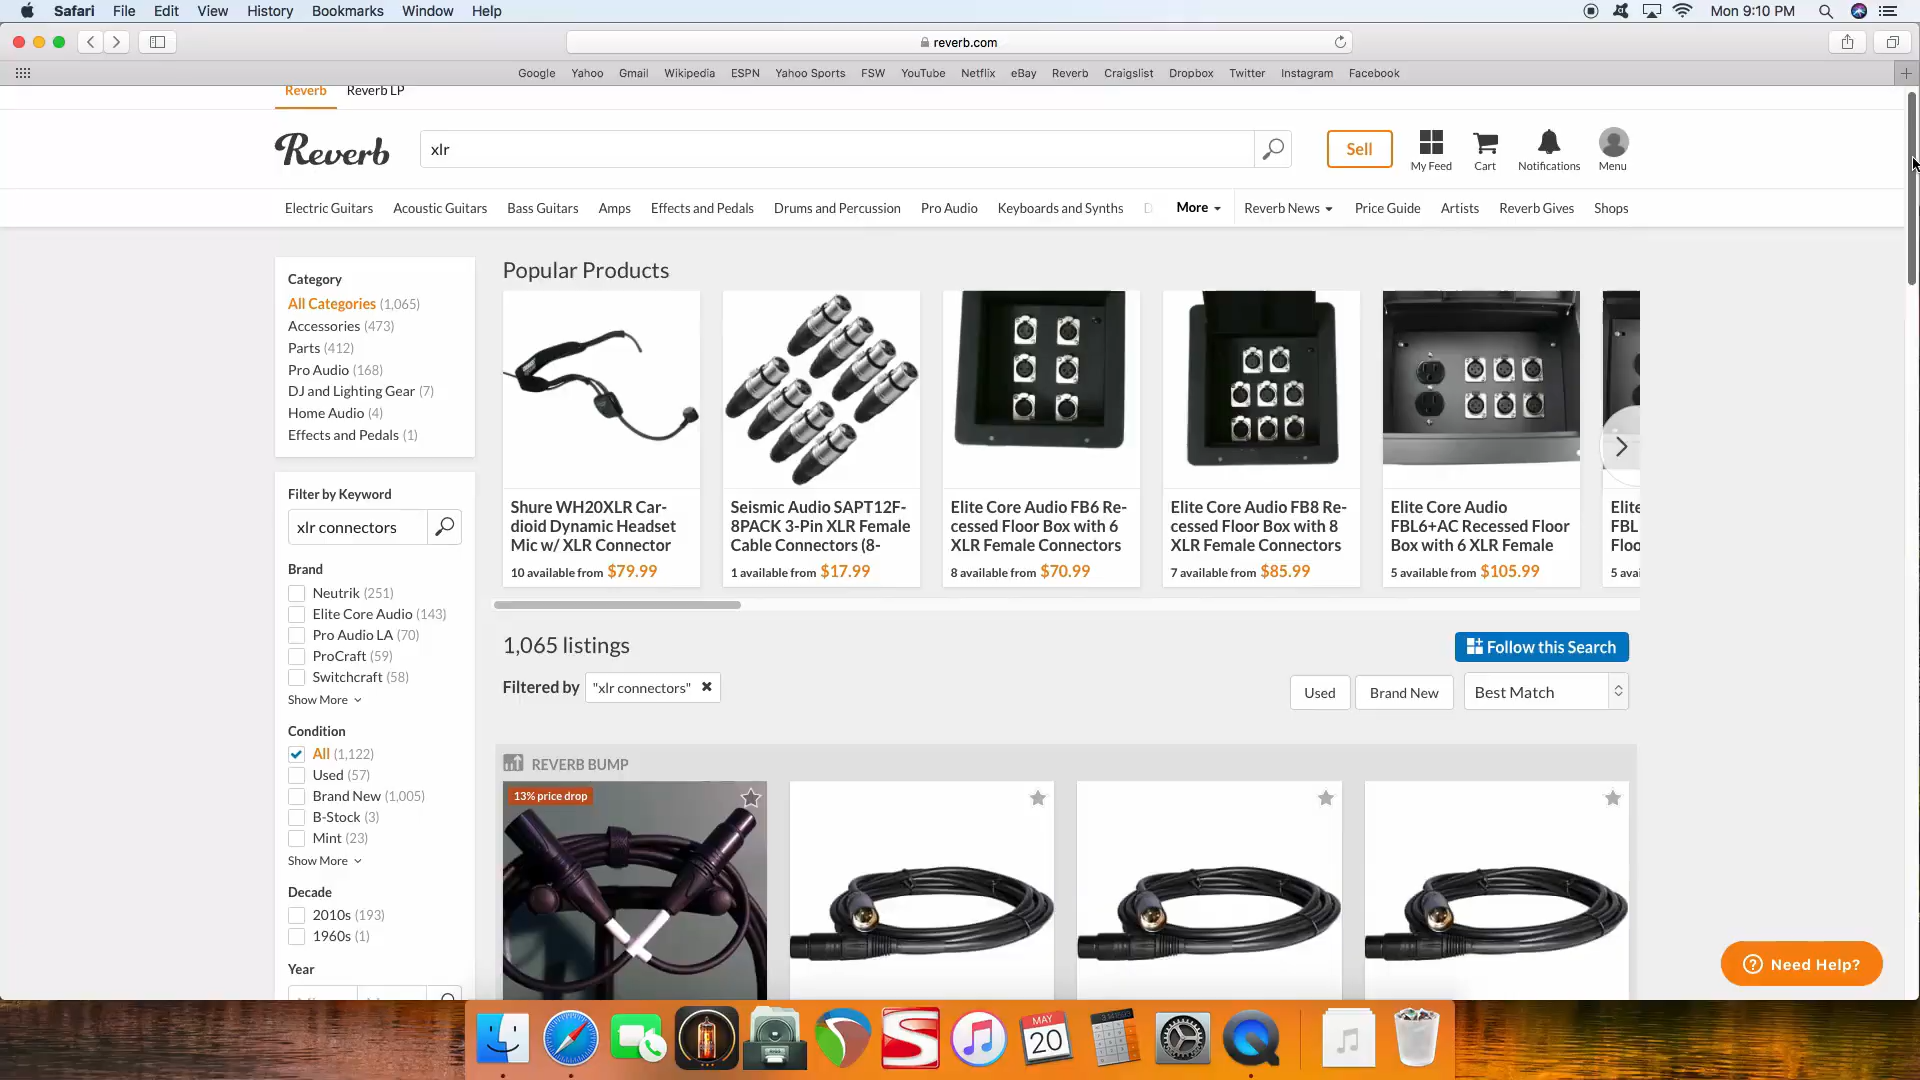 Safari File Edit View History Bookmarks Window Help Mon 9:10 PM
reverb.com
Google Yahoo Gmail Wikipedia ESPN Yahoo Sports FSW YouTube Netflix eBay Reverb Craigslist Dropbox Twitter Instagram Facebook
Reverb Reverb LP
Reverb xlr Sell My Feed Cart Notifications Menu
Electric Guitars Acoustic Guitars Bass Guitars Amps Effects and Pedals Drums and Percussion Pro Audio Keyboards and Synths More Reverb News Price Guide Artists Reverb Gives Shops
Category
All Categories (1,065)
Accessories (473)
Parts (412)
Pro Audio (168)
DJ and Lighting Gear (7)
Home Audio (4)
Effects and Pedals (1)
Filter by Keyword
xlr connectors
Brand
Neutrik (251)
Elite Core Audio (143)
Pro Audio LA (70)
ProCraft (59)
Switchcraft (58)
Show More
Condition
All (1,122)
Used (57)
Brand New (1,005)
B-Stock (3)
Mint (23)
Show More
Decade
2010s (193)
1960s (1)
Year
Popular Products
Shure WH20XLR Car-
dioid Dynamic Headset
Mic w/ XLR Connector
10 available from $79.99
Seismic Audio SAPT12F-
8PACK 3-Pin XLR Female
Cable Connectors (8-
1 available from $17.99
Elite Core Audio FB6 Re-
cessed Floor Box with 6
XLR Female Connectors
8 available from $70.99
Elite Core Audio FB8 Re-
cessed Floor Box with 8
XLR Female Connectors
7 available from $85.99
Elite Core Audio
FBL6+AC Recessed Floor
Box with 6 XLR Female
5 available from $105.99
Elite
FBL
Floo
5 avai
1,065 listings
Follow this Search
Filtered by "xlr connectors"
Used Brand New Best Match
REVERB BUMP
13% price drop
Need Help?
MAY
20